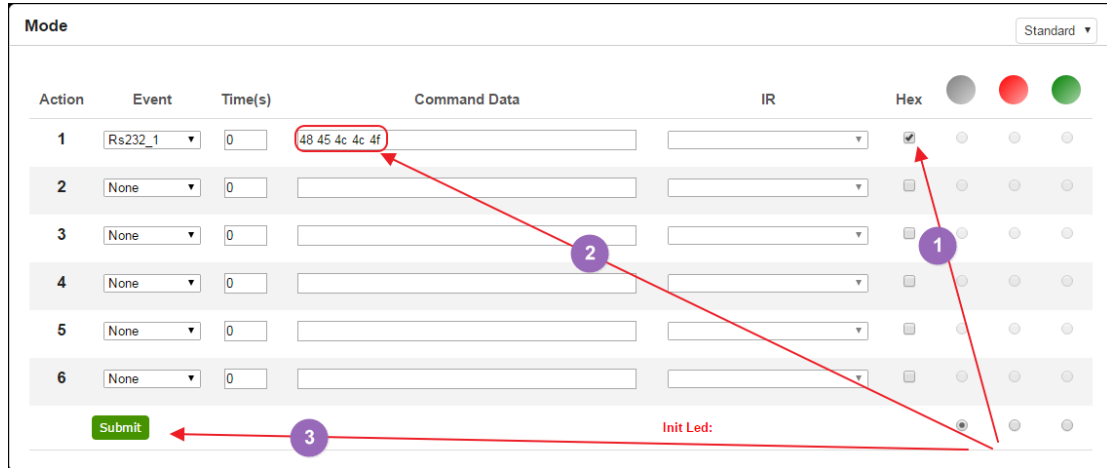 Mode
Standard
Action Event Time(s) Command Data IR Hex
1 Rs232_1 0 48 45 4c 4c 4f
2 None 0
3 None 0
2
1
4 None 0
5 None 0
6 None 0
Submit 3 Init Led: